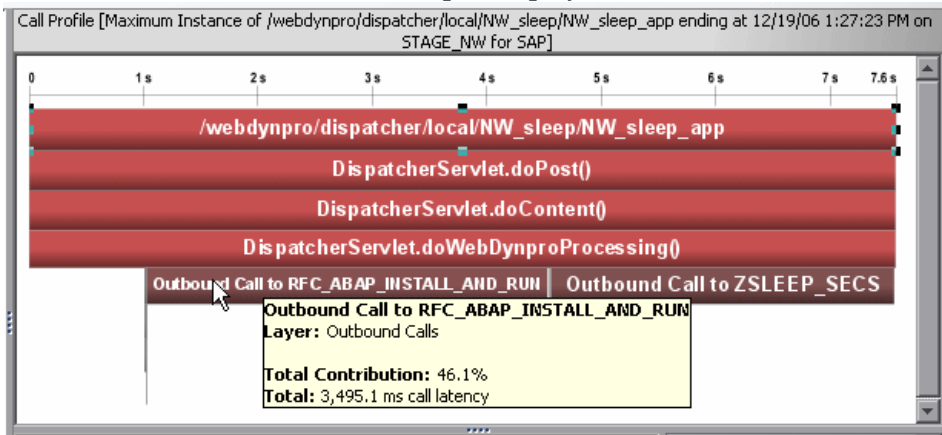 Call Profile [Maximum Instance of /webdynpro/dispatcher/local/NW_sleep/NW_sleep_app ending at 12/19/06 1:27:23 PM on
STAGE_NW for SAP]
0 1 s 2 s 3 s 4 s 5 s 6 s 7 s 7.6 s
/webdynpro/dispatcher/local/NW_sleep/NW_sleep_app
DispatcherServlet.doPost()
DispatcherServlet.doContent()
DispatcherServlet.doWebDynproProcessing()
Outbound Call to RFC_ABAP_INSTALL_AND_RUN Outbound Call to ZSLEEP_SECS
Outbound Call to RFC_ABAP_INSTALL_AND_RUN
Layer: Outbound Calls
Total Contribution: 46.1%
Total: 3,495.1 ms call latency